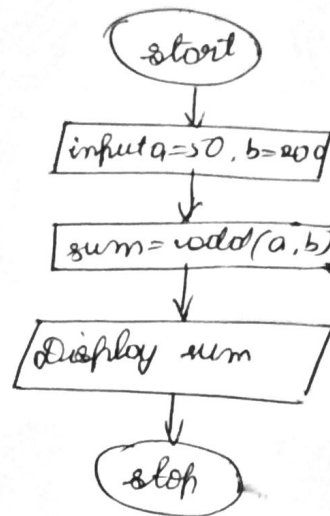 start
input a=50, b=200
sum=add(a,b)
Display sum
stop